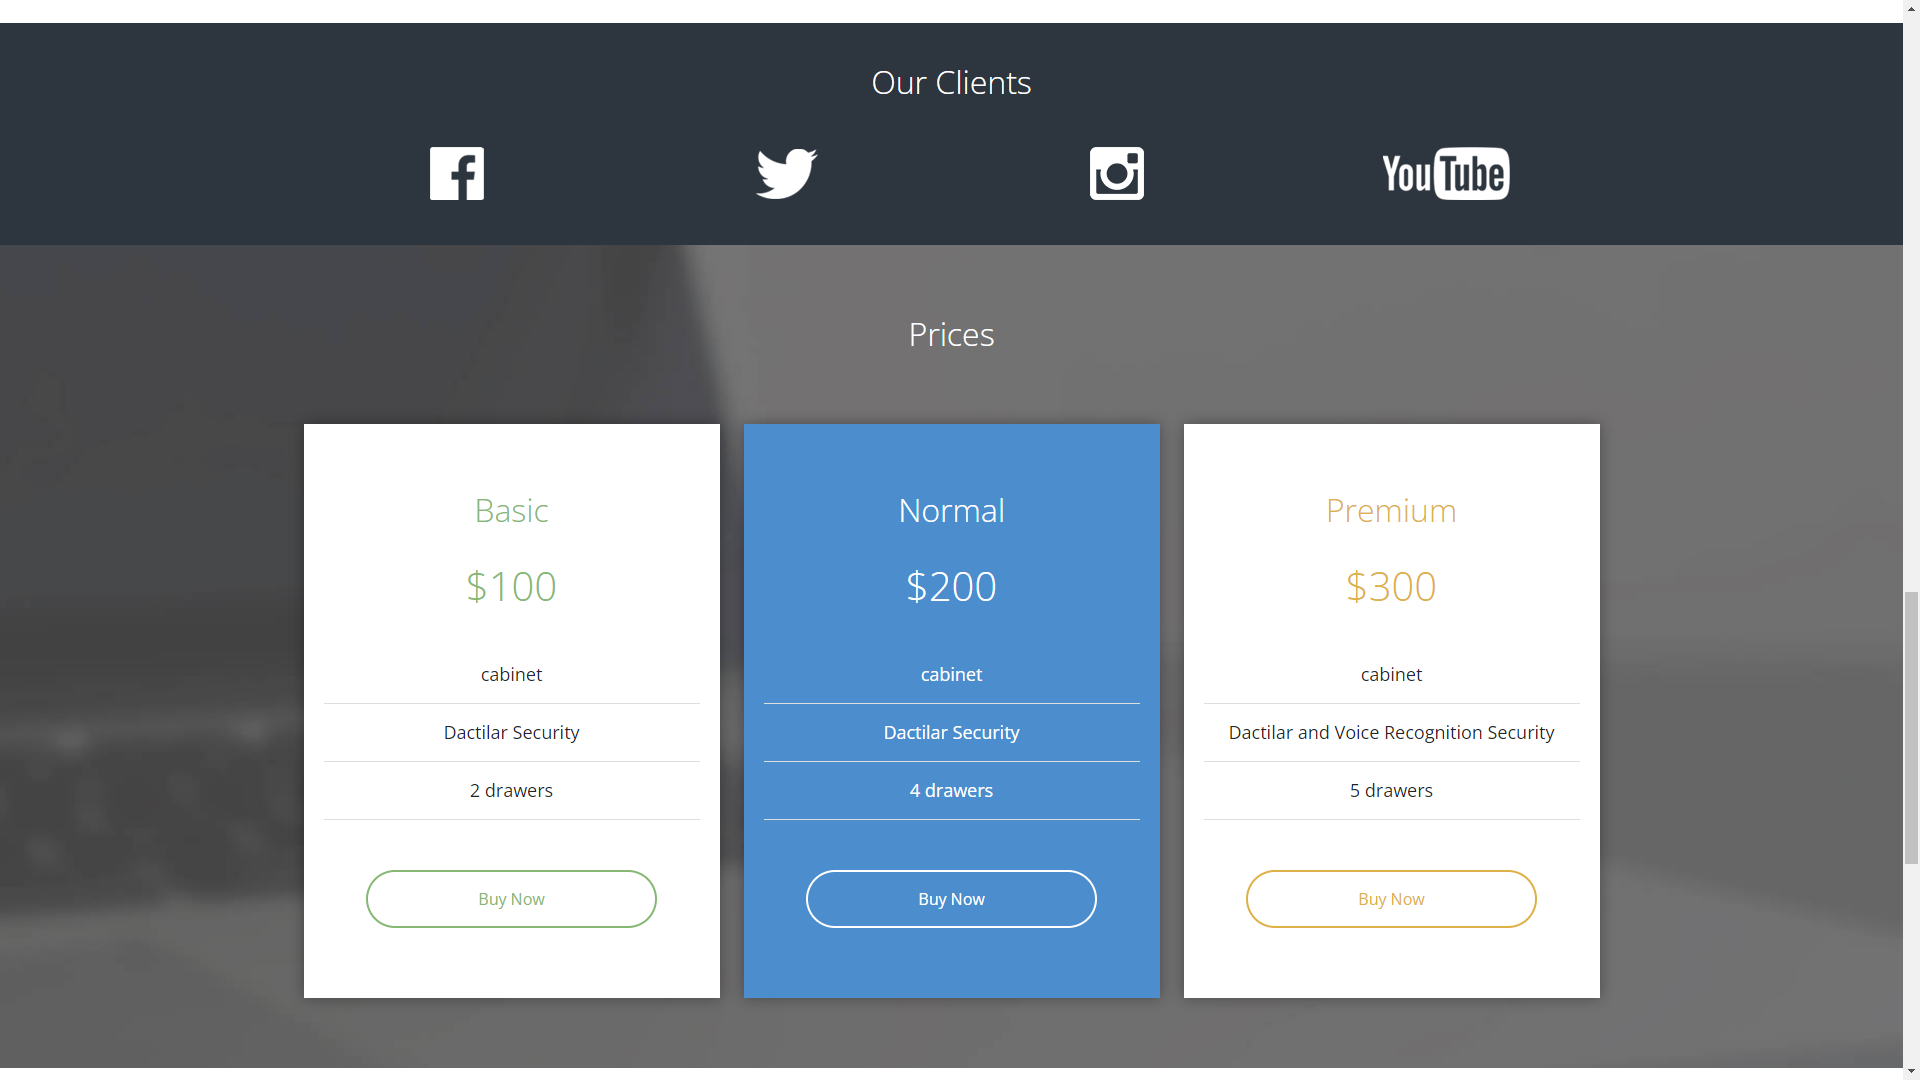 Our Clients
YouTube
Prices
Basic
$100
cabinet
Dactilar Security
2 drawers
Buy Now
Normal
$200
cabinet
Dactilar Security
4 drawers
Buy Now
Premium
$300
cabinet
Dactilar and Voice Recognition Security
5 drawers
Buy Now